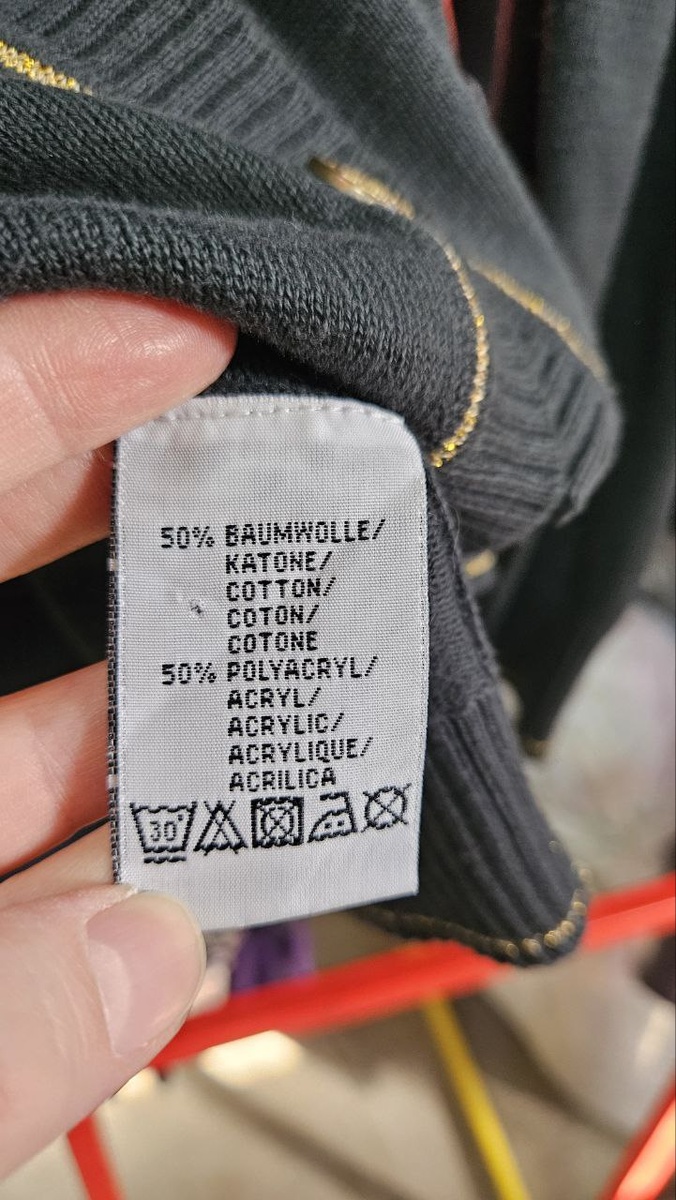 50% BAUMWOLLE/
KATONE/
COTTON/
COTON/
COTONE
50% POLYACRYL/
ACRYL/
ACRYLIC/
ACRYLIQUE/
ACRILICA
30°